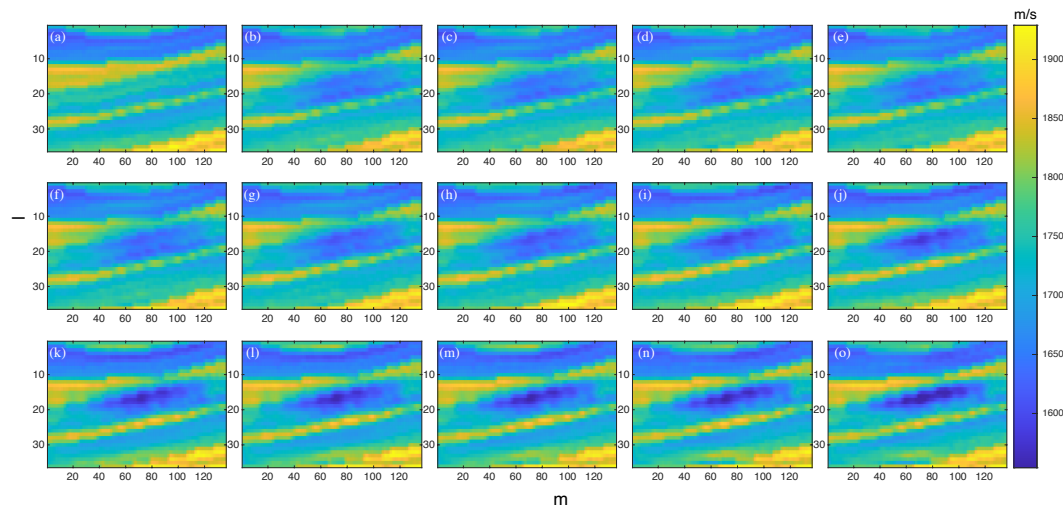 m/s
(a) (b) (c) (d) (e)
10 10 10 10 10 1900
20 20 20 20 20
30 30 30 30 30 1850
20 40 60 80 100 120 20 40 60 80 100 120 20 40 60 80 100 120 20 40 60 80 100 120 20 40 60 80 100 120
1800
(f) (g) (h) (i) (j)
l 10 10 10 10 10
20 20 20 20 20 1750
30 30 30 30 30
20 40 60 80 100 120 20 40 60 80 100 120 20 40 60 80 100 120 20 40 60 80 100 120 20 40 60 80 100 120
1700
(k) (l) (m) (n) (o)
1650
10 10 10 10 10
20 20 20 20 20 1600
30 30 30 30 30
20 40 60 80 100 120 20 40 60 80 100 120 20 40 60 80 100 120 20 40 60 80 100 120 20 40 60 80 100 120
m